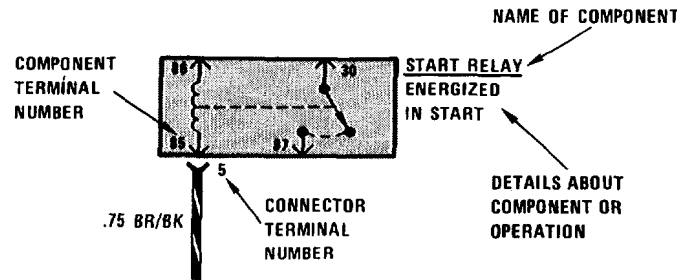 NAME OF COMPONENT
COMPONENT
TERMINAL
NUMBER
86
30
START RELAY
ENERGIZED
IN START
85
87
5
.75 BR/BK
CONNECTOR
TERMINAL
NUMBER
DETAILS ABOUT
COMPONENT OR
OPERATION